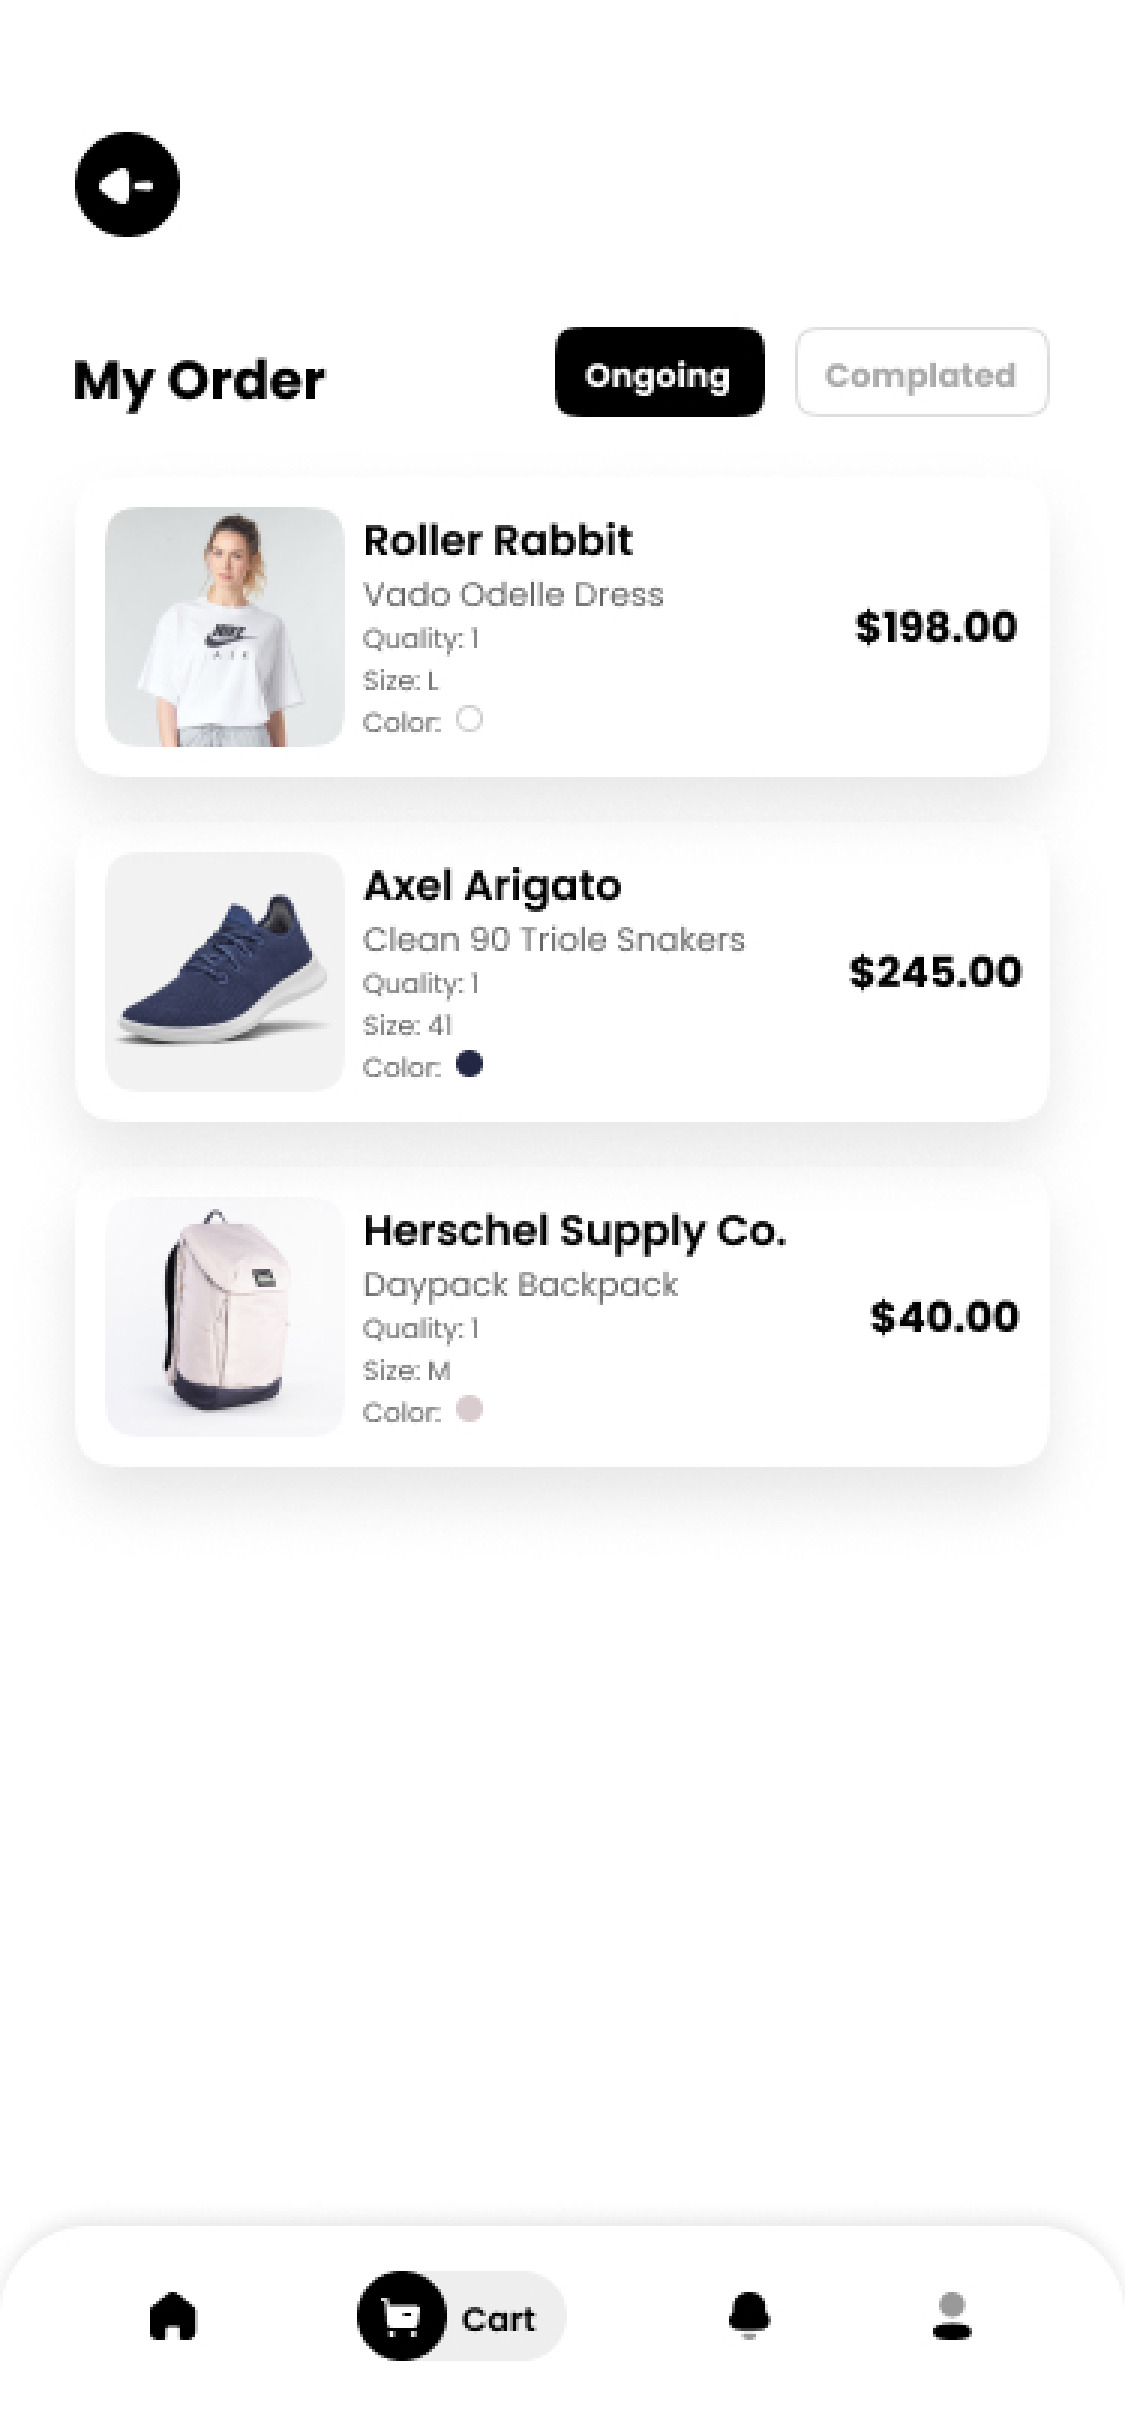 My Order
Ongoing
Complated
Roller Rabbit
Vado Odelle Dress
Quality: 1
Size: L
Color:
$198.00
NIKE
AIR
Axel Arigato
Clean 90 Triole Snakers
Quality: 1
Size: 41
Color:
$245.00
Herschel Supply Co.
Daypack Backpack
Quality: 1
Size: M
Color:
$40.00
Cart